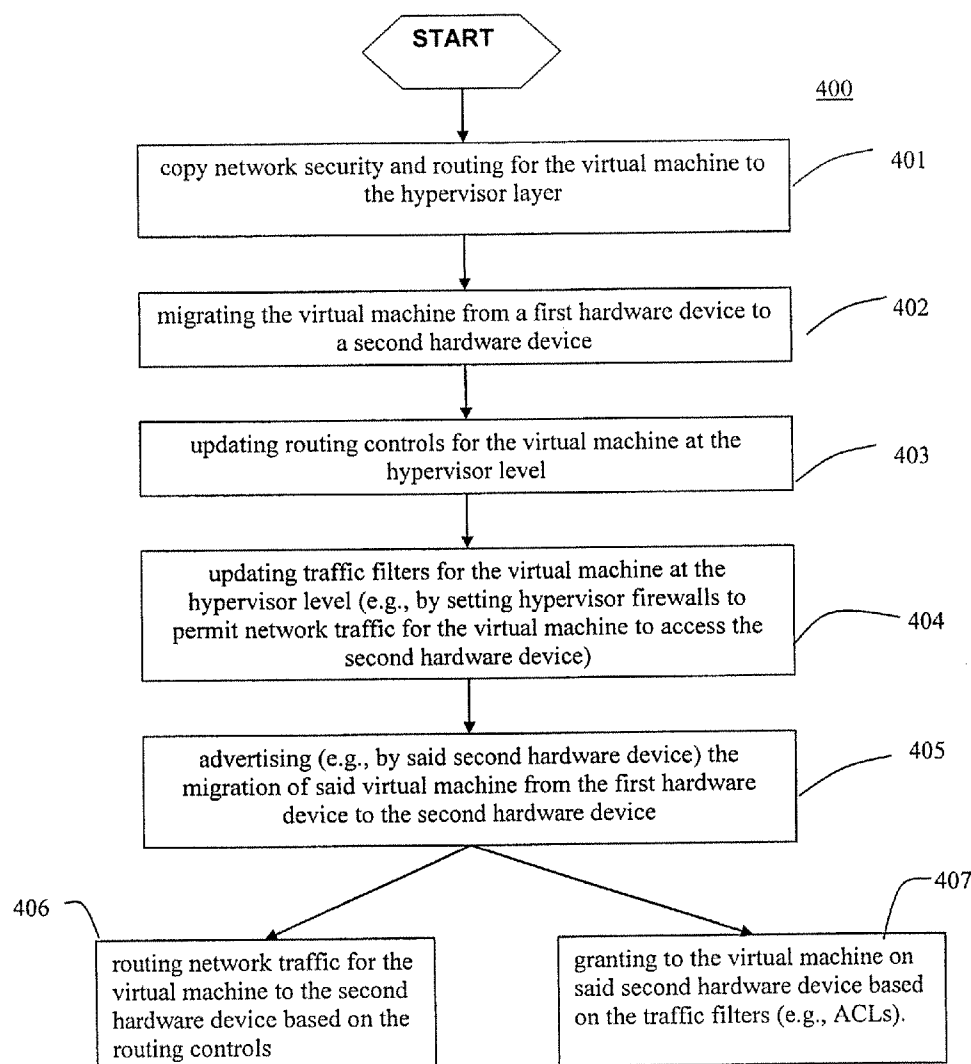 START
400
copy network security and routing for the virtual machine to
the hypervisor layer
401
migrating the virtual machine from a first hardware device to
a second hardware device
402
updating routing controls for the virtual machine at the
hypervisor level
403
updating traffic filters for the virtual machine at the
hypervisor level (e.g., by setting hypervisor firewalls to
permit network traffic for the virtual machine to access the
second hardware device)
404
advertising (e.g., by said second hardware device) the
migration of said virtual machine from the first hardware
device to the second hardware device
405
406
routing network traffic for the
virtual machine to the second
hardware device based on the
routing controls
407
granting to the virtual machine on
said second hardware device based
on the traffic filters (e.g., ACLs).